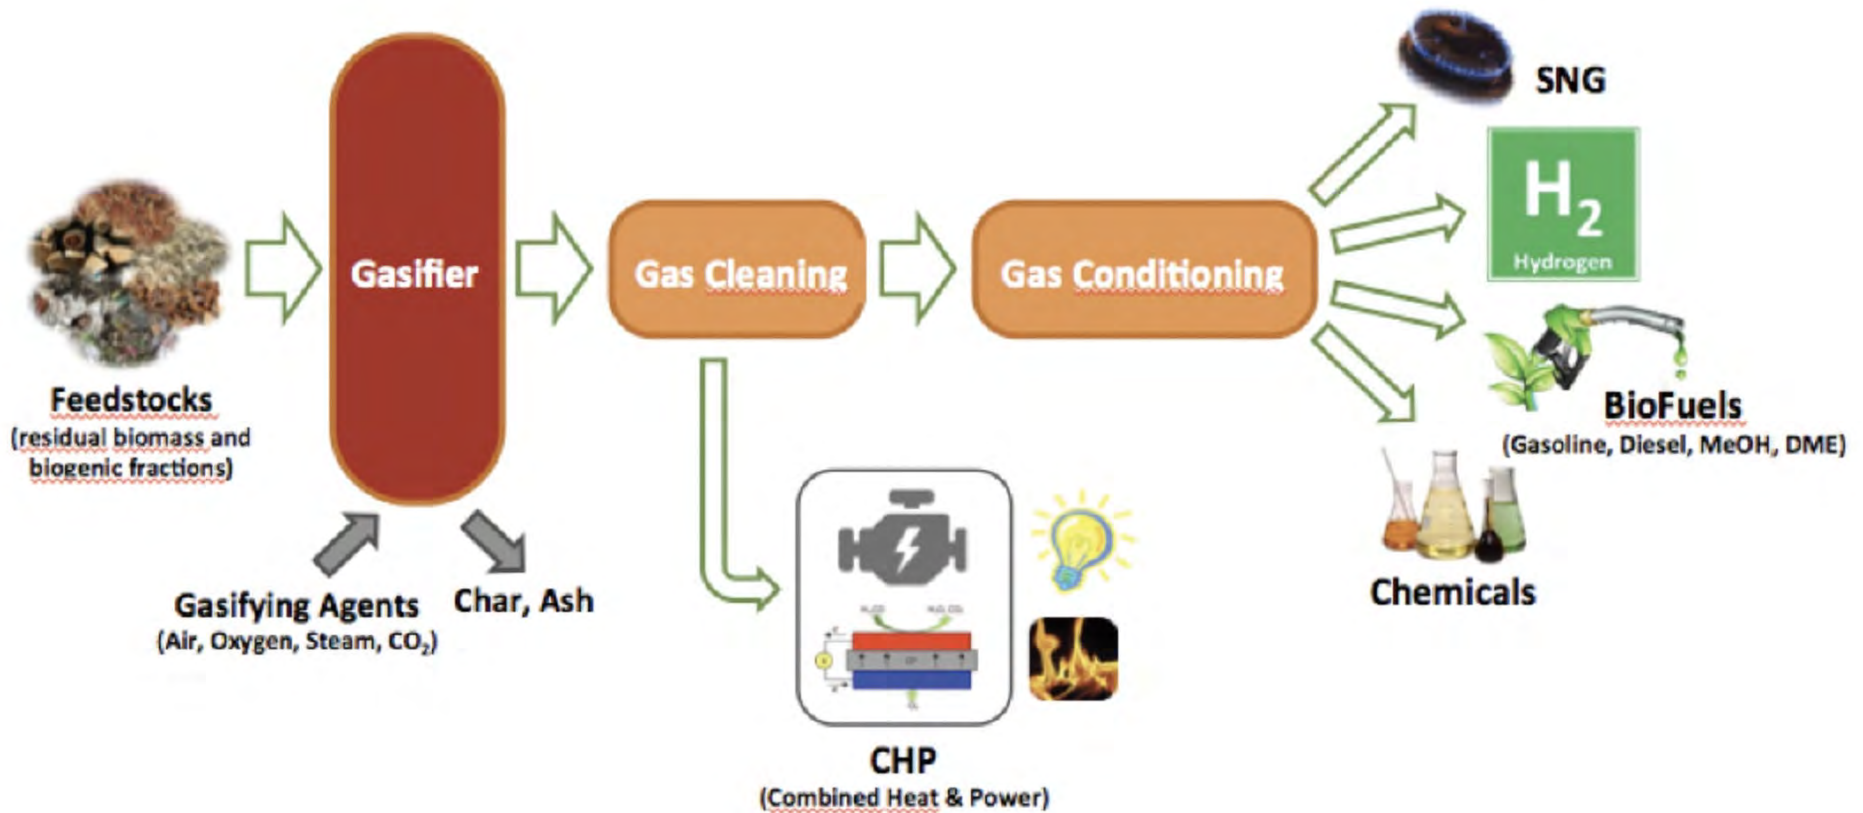 SNG
H2
Hydrogen
Gasifier
Gas Cleaning
Gas Conditioning
Feedstocks
(residual biomass and
biogenic fractions)
BioFuels
(Gasoline, Diesel, MeOH, DME)
Gasifying Agents
(Air, Oxygen, Steam, CO2)
Char, Ash
Chemicals
CHP
(Combined Heat & Power)